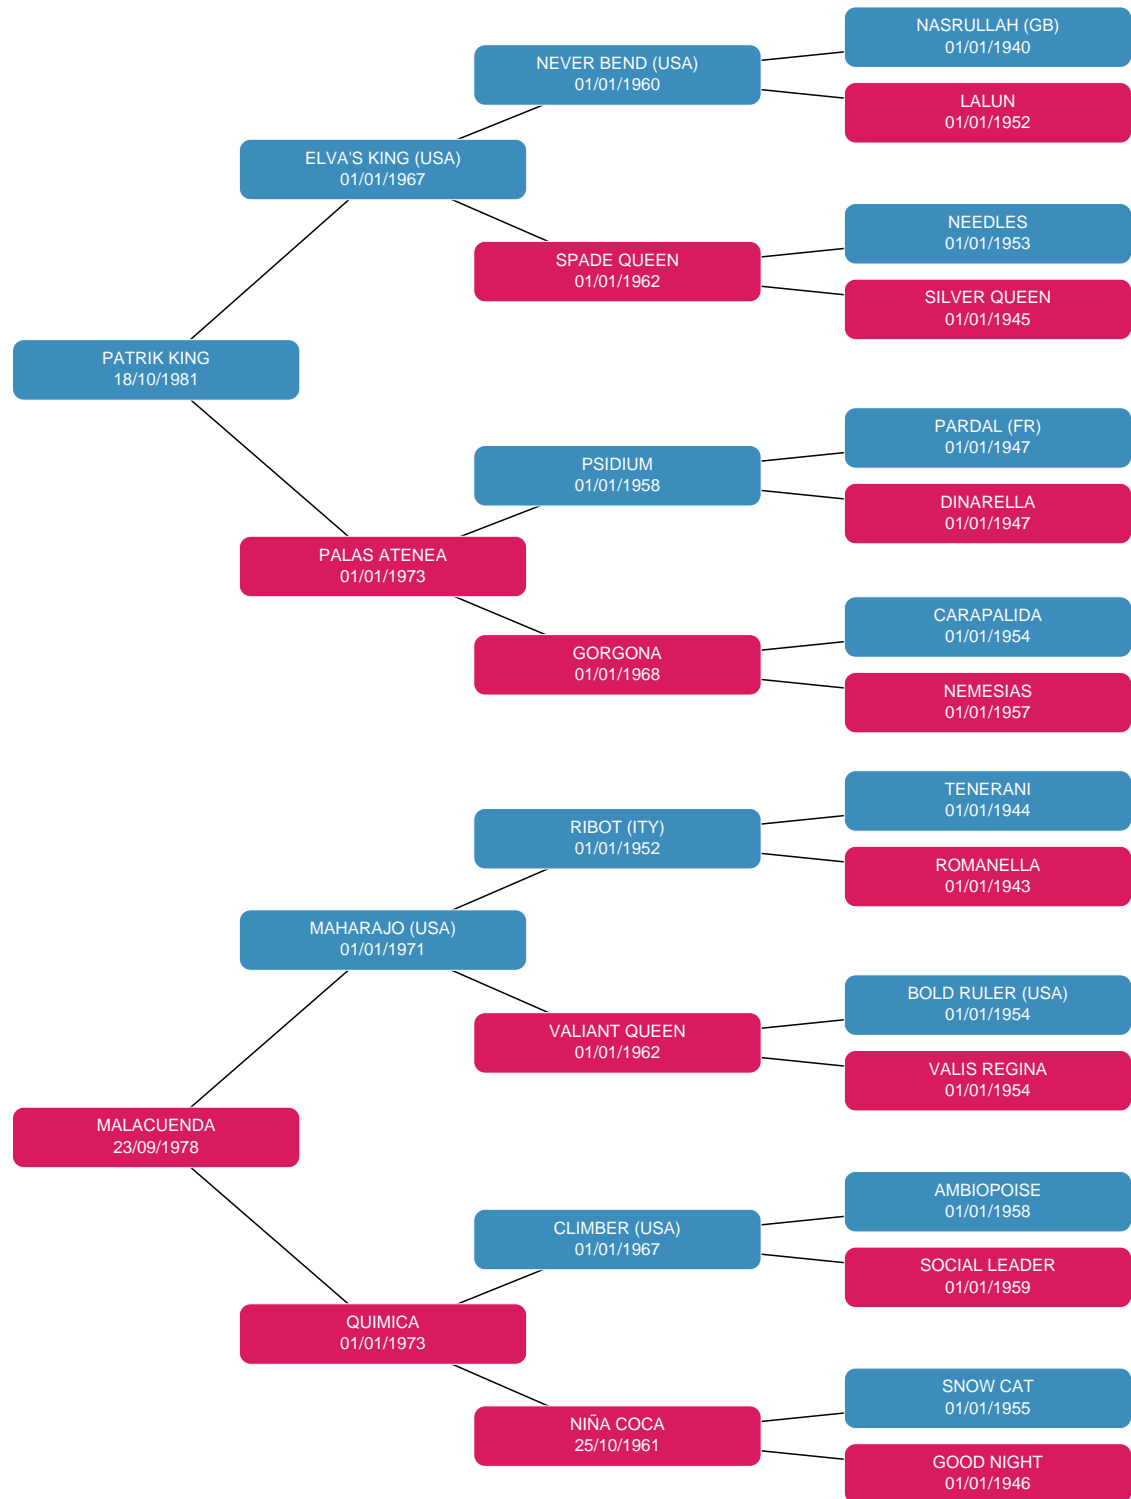 NASRULLAH (GB)
01/01/1940
NEVER BEND (USA)
01/01/1960
LALUN
01/01/1952
ELVA'S KING (USA)
01/01/1967
NEEDLES
01/01/1953
SPADE QUEEN
01/01/1962
SILVER QUEEN
01/01/1945
PATRIK KING
18/10/1981
PARDAL (FR)
01/01/1947
PSIDIUM
01/01/1958
DINARELLA
01/01/1947
PALAS ATENEA
01/01/1973
CARAPALIDA
01/01/1954
GORGONA
01/01/1968
NEMESIAS
01/01/1957
TENERANI
01/01/1944
RIBOT (ITY)
01/01/1952
ROMANELLA
01/01/1943
MAHARAJO (USA)
01/01/1971
BOLD RULER (USA)
01/01/1954
VALIANT QUEEN
01/01/1962
VALIS REGINA
01/01/1954
MALACUENDA
23/09/1978
AMBIOPOISE
01/01/1958
CLIMBER (USA)
01/01/1967
SOCIAL LEADER
01/01/1959
QUIMICA
01/01/1973
SNOW CAT
01/01/1955
NIÑA COCA
25/10/1961
GOOD NIGHT
01/01/1946